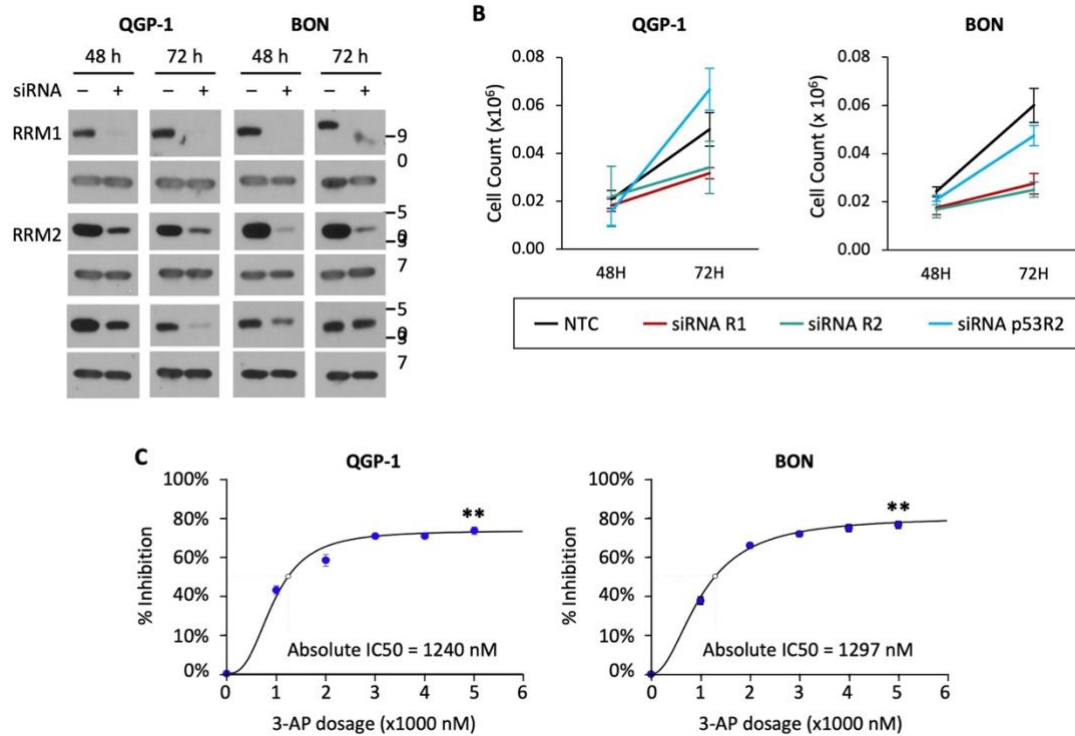 QGP-1 BON
48 h 72 h 48 h 72 h
siRNA – + – + – + – +
RRM1
9
0
RRM2
5
9
3
7
5
9
3
7
B
QGP-1 BON
Cell Count (x10⁶)
0.08
0.06
0.04
0.02
0.00
48H 72H
Cell Count (x 10⁶)
0.08
0.06
0.04
0.02
0.00
48H 72H
NTC siRNA R1 siRNA R2 siRNA p53R2
C
QGP-1
% Inhibition
100%
80%
60%
40%
10%
0%
**
Absolute IC50 = 1240 nM
0 1 2 3 4 5 6
3-AP dosage (x1000 nM)
BON
% Inhibition
100%
80%
60%
40%
10%
0%
**
Absolute IC50 = 1297 nM
0 1 2 3 4 5 6
3-AP dosage (x1000 nM)